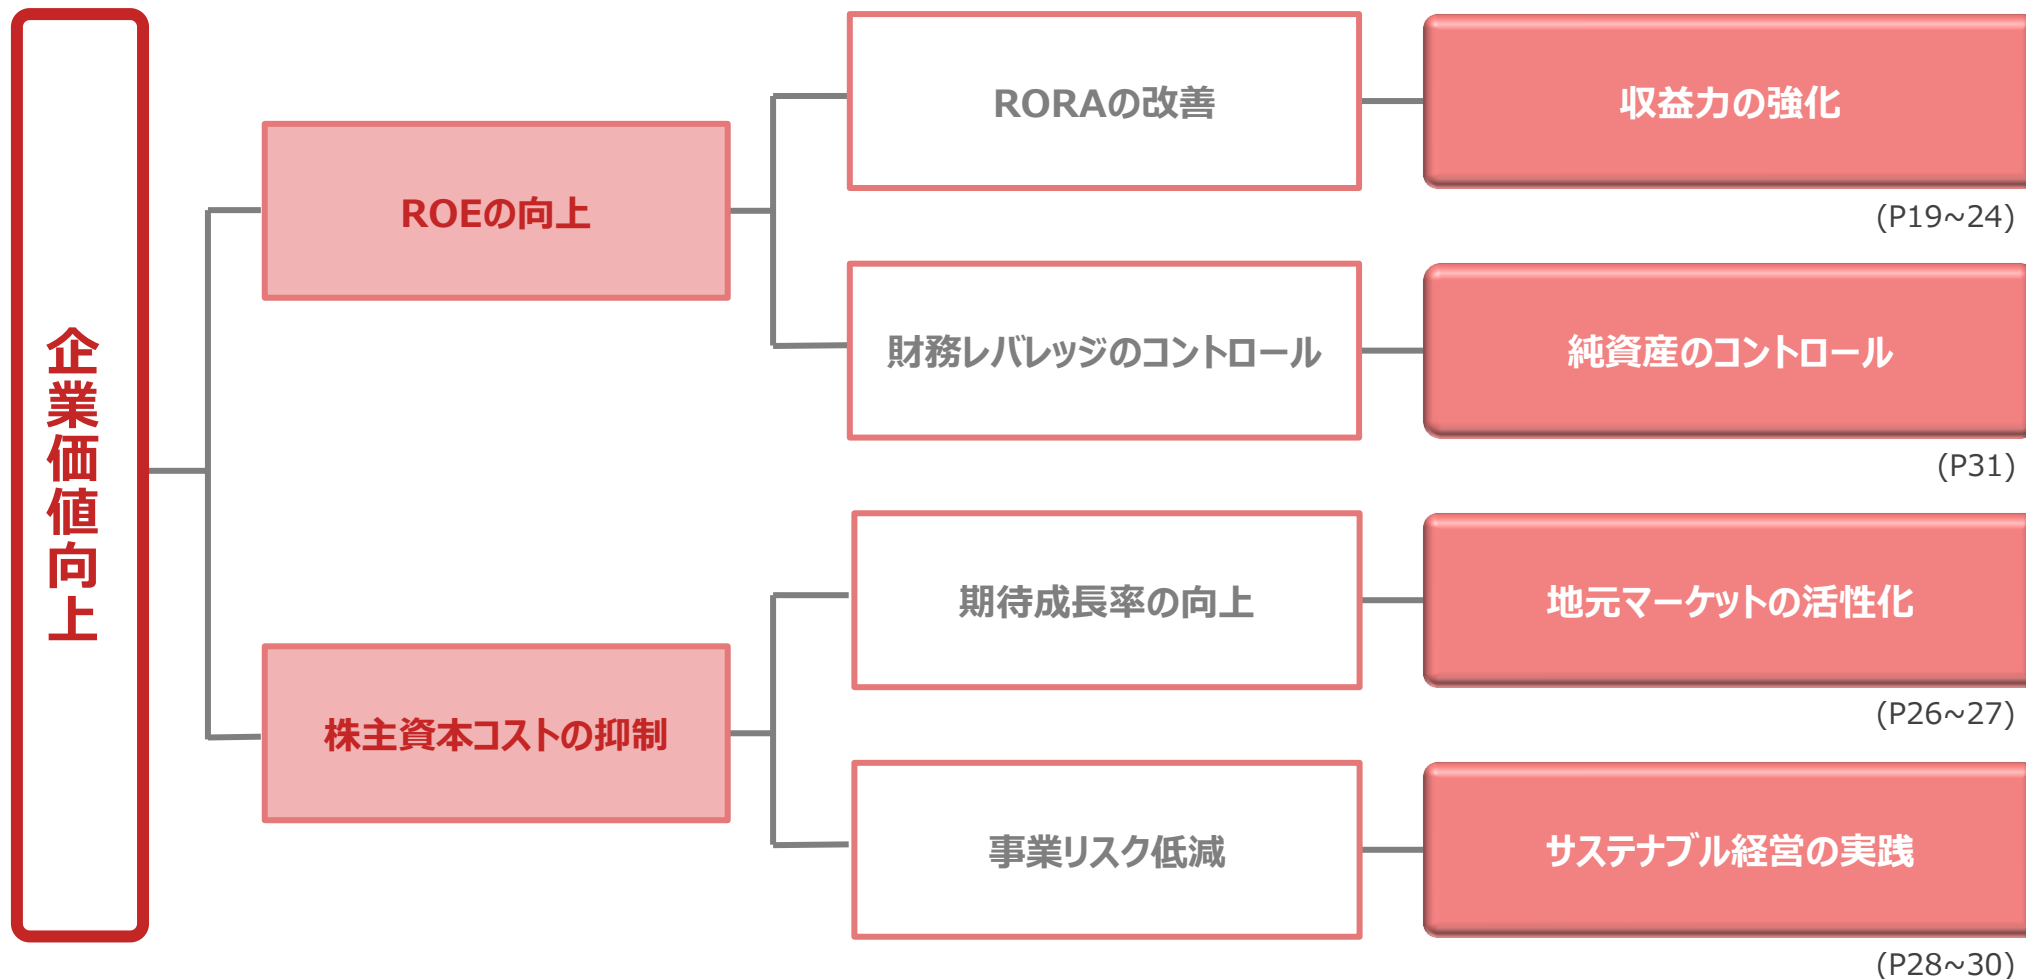 企業価値向上
ROEの向上
RORAの改善
収益力の強化
(P19~24)
財務レバレッジのコントロール
純資産のコントロール
(P31)
株主資本コストの抑制
期待成長率の向上
地元マーケットの活性化
(P26~27)
事業リスク低減
サステナブル経営の実践
(P28~30)